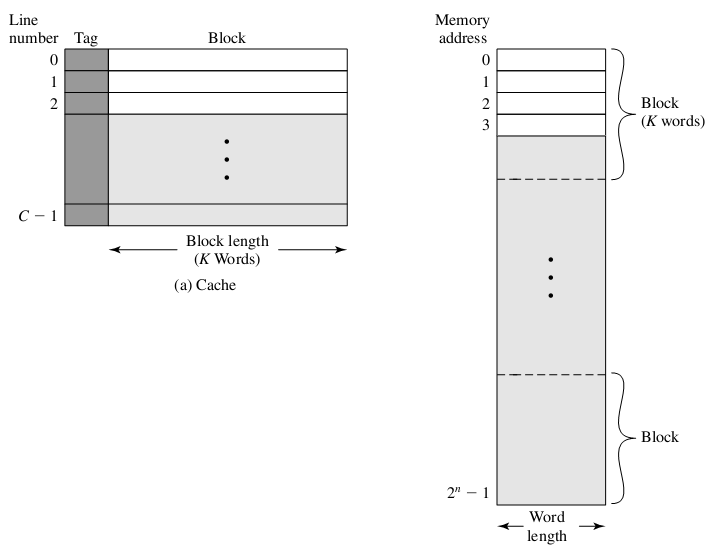 Line
number Tag Block
0
1
2
C − 1
Block length
(K Words)
(a) Cache
Memory
address
0
1
2
3
Block
(K words)
Block
2ⁿ − 1
Word
length